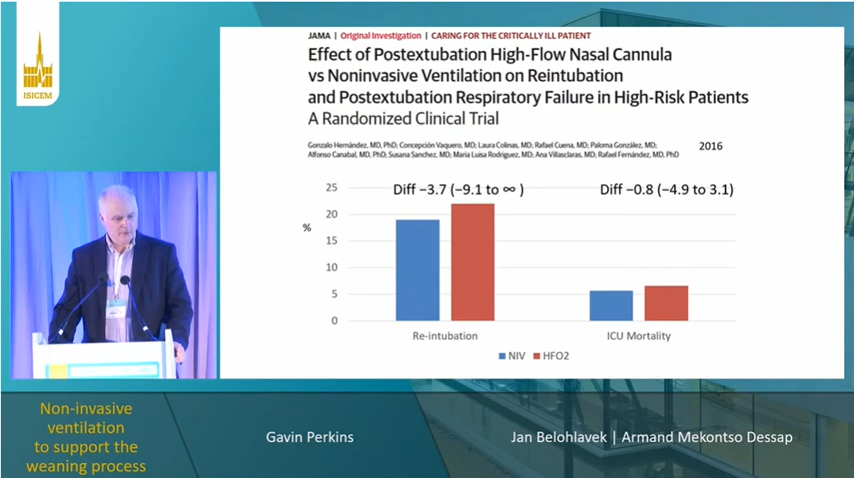 ISICEM
JAMA | Original Investigation | CARING FOR THE CRITICALLY ILL PATIENT
Effect of Postextubation High-Flow Nasal Cannula
vs Noninvasive Ventilation on Reintubation
and Postextubation Respiratory Failure in High-Risk Patients
A Randomized Clinical Trial
Gonzalo Hernández, MD, PhD; Concepción Vaquero, MD; Laura Colinas, MD; Rafael Cuena, MD; Paloma González, MD;
Alfonso Canabal, MD, PhD; Susana Sanchez, MD; Maria Luisa Rodriguez, MD; Ana Villasclaras, MD; Rafael Fernández, MD, PhD
2016
Diff −3.7 (−9.1 to ∞ )
Diff −0.8 (−4.9 to 3.1)
%
25
20
15
10
5
0
Re-intubation
ICU Mortality
NIV
HFO2
Non-invasive
ventilation
to support the
weaning process
Gavin Perkins
Jan Belohlavek | Armand Mekontso Dessap